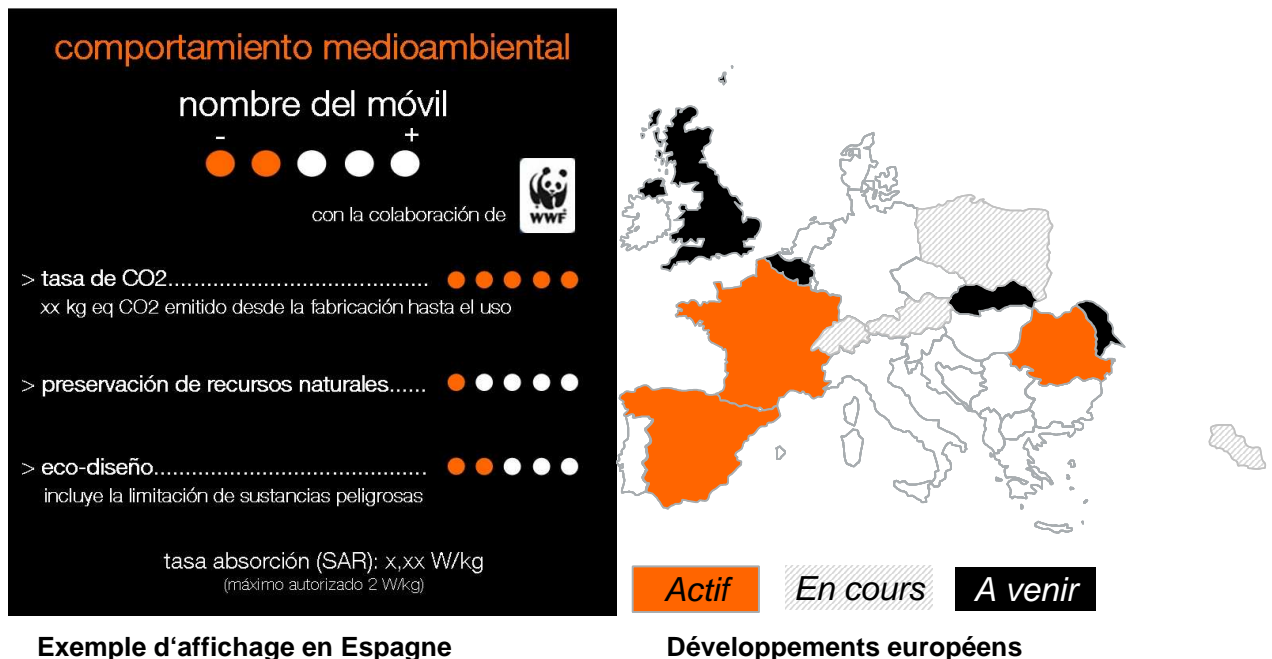 comportamiento medioambiental
nombre del móvil
- +
con la colaboración de
WWF
> tasa de CO2..............................................
xx kg eq CO2 emitido desde la fabricación hasta el uso
> preservación de recursos naturales......
> eco-diseño................................................
incluye la limitación de sustancias peligrosas
tasa absorción (SAR): x,xx W/kg
(máximo autorizado 2 W/kg)
Actif En cours A venir
Exemple d‘affichage en Espagne
Développements européens